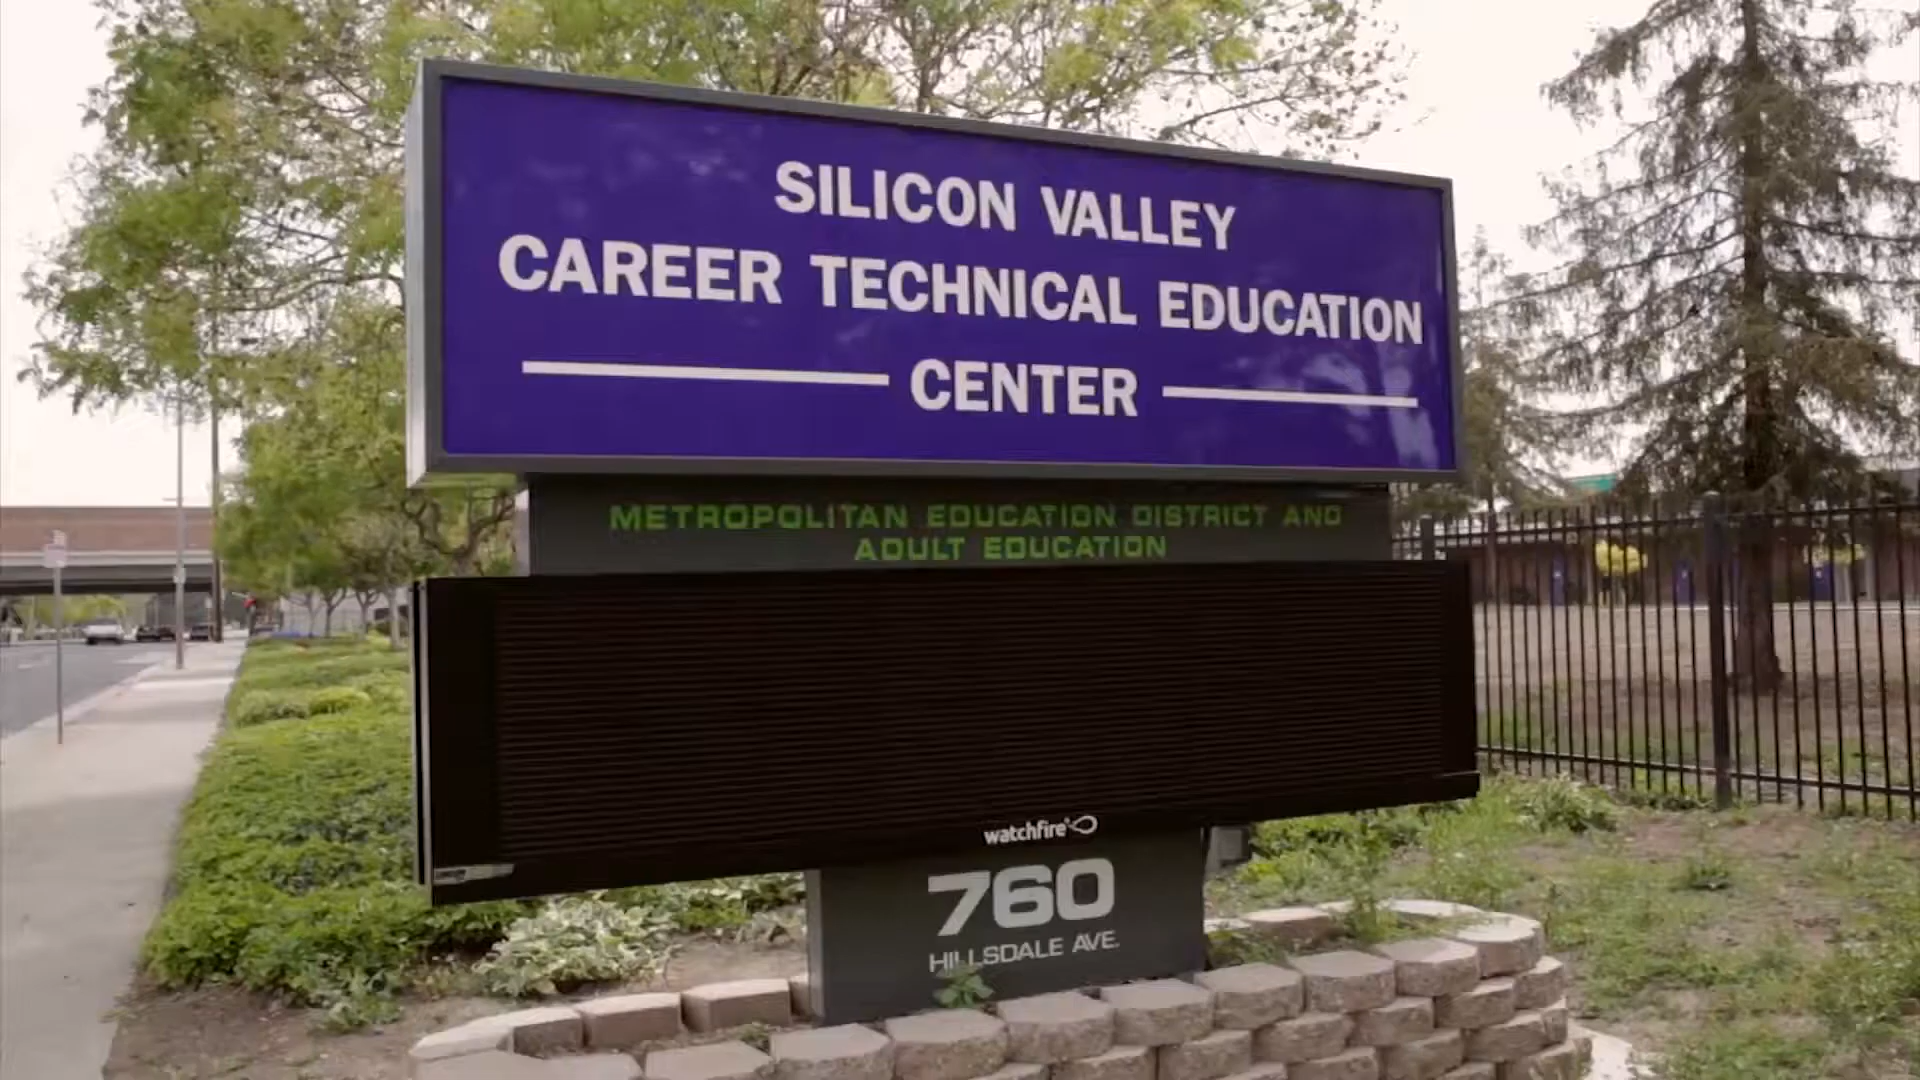 SILICON VALLEY
CAREER TECHNICAL EDUCATION
CENTER
METROPOLITAN EDUCATION DISTRICT AND
ADULT EDUCATION
watchfire
760
HILLSDALE AVE.